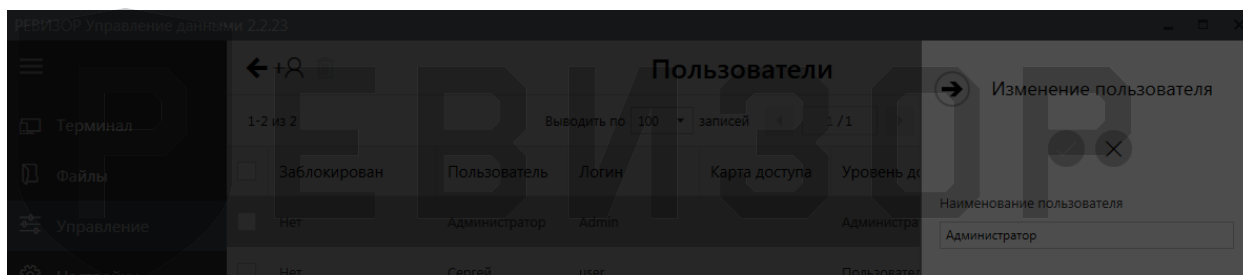 РЕВИЗОР Управление данными 2.2.23
Пользователи
Изменение пользователя
Терминал
1-2 из 2
Выводить по 100 записей 1 / 1
Файлы
Заблокирован Пользователь Логин Карта доступа Уровень до
Наименование пользователя
Управление
Нет Администратор Admin Администра
Администратор
Нет Сергей user Пользовател
РЕВИЗОР